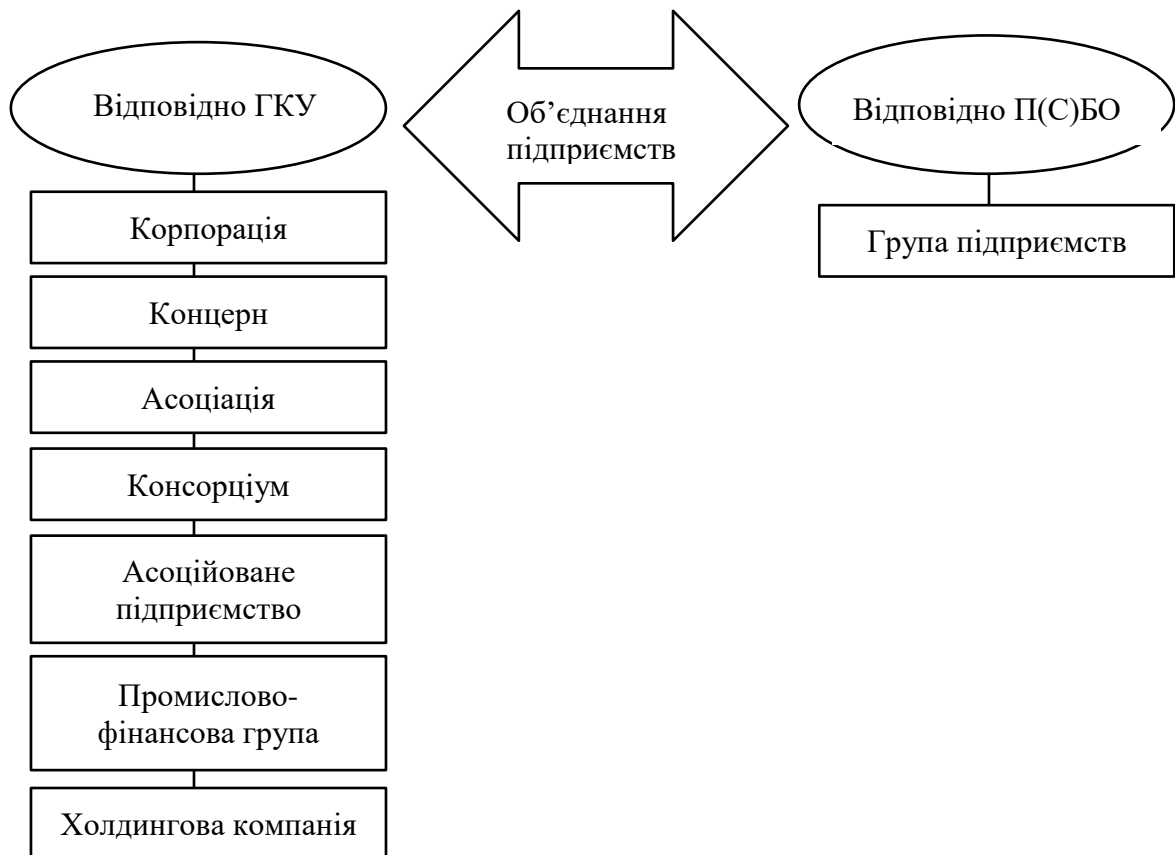 Відповідно ГКУ
Об’єднання
підприємств
Відповідно П(С)БО
Корпорація
Група підприємств
Концерн
Асоціація
Консорціум
Асоційоване
підприємство
Промислово-
фінансова група
Холдингова компанія